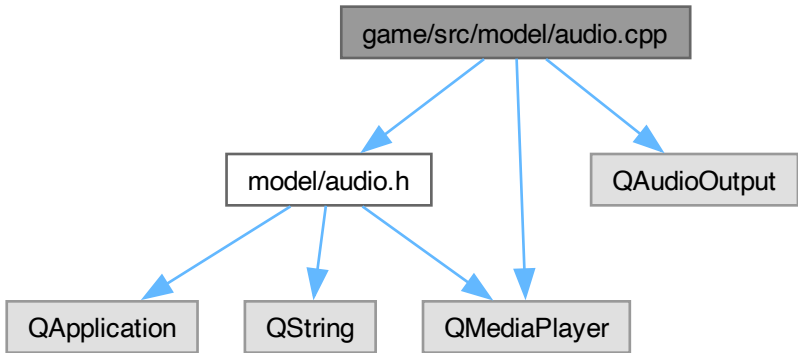 game/src/model/audio.cpp
model/audio.h
QAudioOutput
QApplication
QString
QMediaPlayer